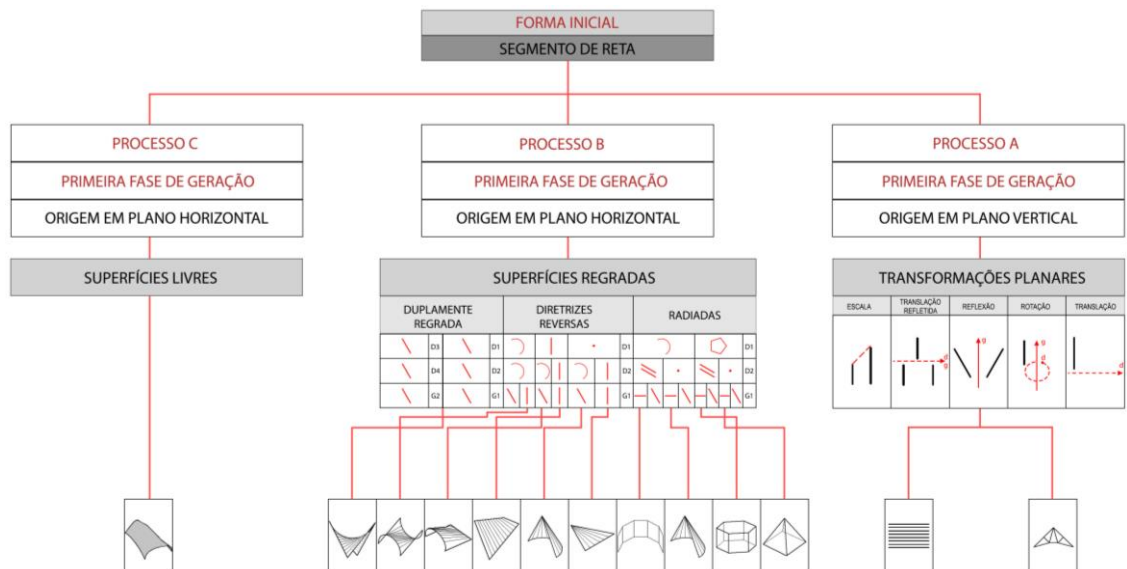 FORMA INICIAL
SEGMENTO DE RETA
PROCESSO C
PRIMEIRA FASE DE GERAÇÃO
ORIGEM EM PLANO HORIZONTAL
SUPERFÍCIES LIVRES
PROCESSO B
PRIMEIRA FASE DE GERAÇÃO
ORIGEM EM PLANO HORIZONTAL
SUPERFÍCIES REGRADAS
DUPLAMENTE
REGRADA
DIRETRIZES
REVERSAS
RADIADAS
D3 D1 D1 D1
D4 D2 D2 D2
G2 G1 G1 G1
PROCESSO A
PRIMEIRA FASE DE GERAÇÃO
ORIGEM EM PLANO VERTICAL
TRANSFORMAÇÕES PLANARES
ESCALA
TRANSLAÇÃO
REFLETIDA
REFLEXÃO
ROTAÇÃO
TRANSLAÇÃO
g
g
d